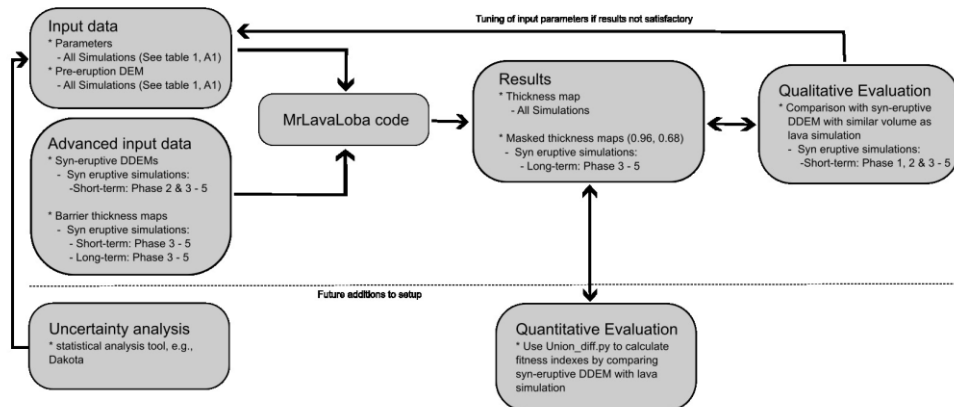 Tuning of input parameters if results not satisfactory
Input data
* Parameters
- All Simulations (See table 1, A1)
* Pre-eruption DEM
- All Simulations (See table 1, A1)
Advanced input data
* Syn-eruptive DDEMs
- Syn eruptive simulations:
-Short-term: Phase 2 & 3 - 5
* Barrier thickness maps
- Syn eruptive simulations:
- Short-term: Phase 3 - 5
- Long-term: Phase 3 - 5
MrLavaLoba code
Results
* Thickness map
- All Simulations
* Masked thickness maps (0.96, 0.68)
- Syn eruptive simulations:
- Long-term: Phase 3 - 5
Qualitative Evaluation
* Comparison with syn-eruptive
DDEM with similar volume as
lava simulation
- Syn eruptive simulations:
-Short-term: Phase 1, 2 & 3 - 5
Future additions to setup
Uncertainty analysis
* statistical analysis tool, e.g.,
Dakota
Quantitative Evaluation
* Use Union_diff.py to calculate
fitness indexes by comparing
syn-eruptive DDEM with lava
simulation